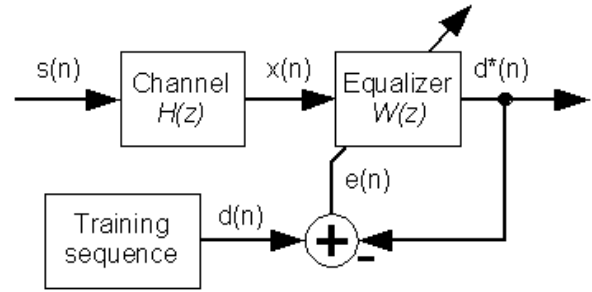 s(n)
Channel
H(z)
x(n)
Equalizer
W(z)
d*(n)
e(n)
Training
sequence
d(n)
+
-